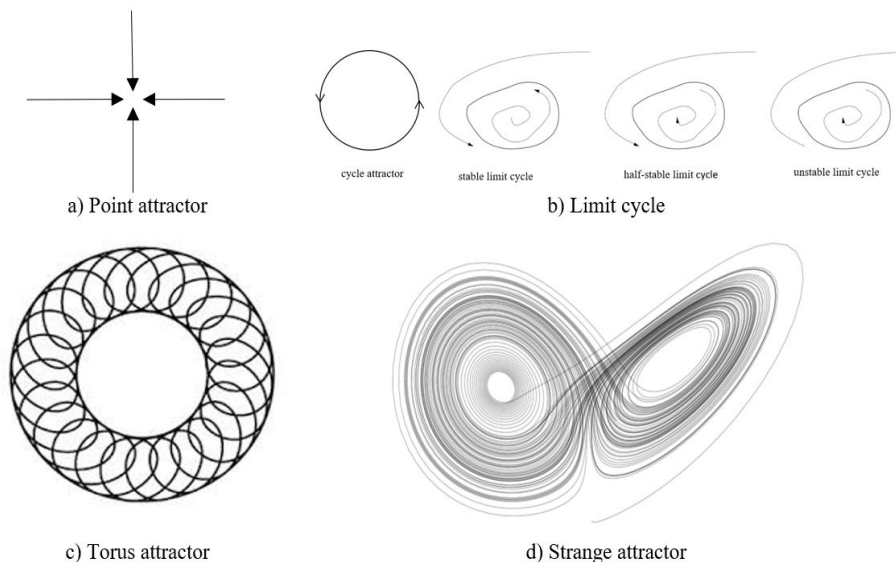 cycle attractor
stable limit cycle
half-stable limit cycle
unstable limit cycle
a) Point attractor
b) Limit cycle
c) Torus attractor
d) Strange attractor